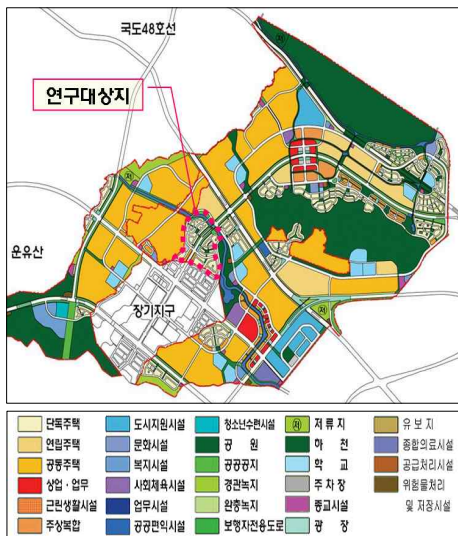 국도48호선
연구대상지
저
저
운유산
장기지구
저
단독주택
연립주택
공동주택
상업·업무
근린생활시설
주상복합
도시지원시설
문화시설
복지시설
사회체육시설
업무시설
공공편익시설
청소년수련시설
공 원
공공공지
경관녹지
완충녹지
보행자전용도로
저 저류지
하 천
학 교
주 차 장
종교시설
광 장
유 보 지
종합의료시설
공급처리시설
위험물처리
및 저장시설